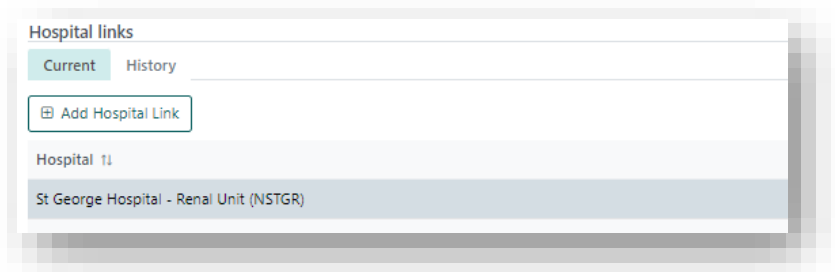 Hospital links
Current History
Add Hospital Link
Hospital
St George Hospital - Renal Unit (NSTGR)